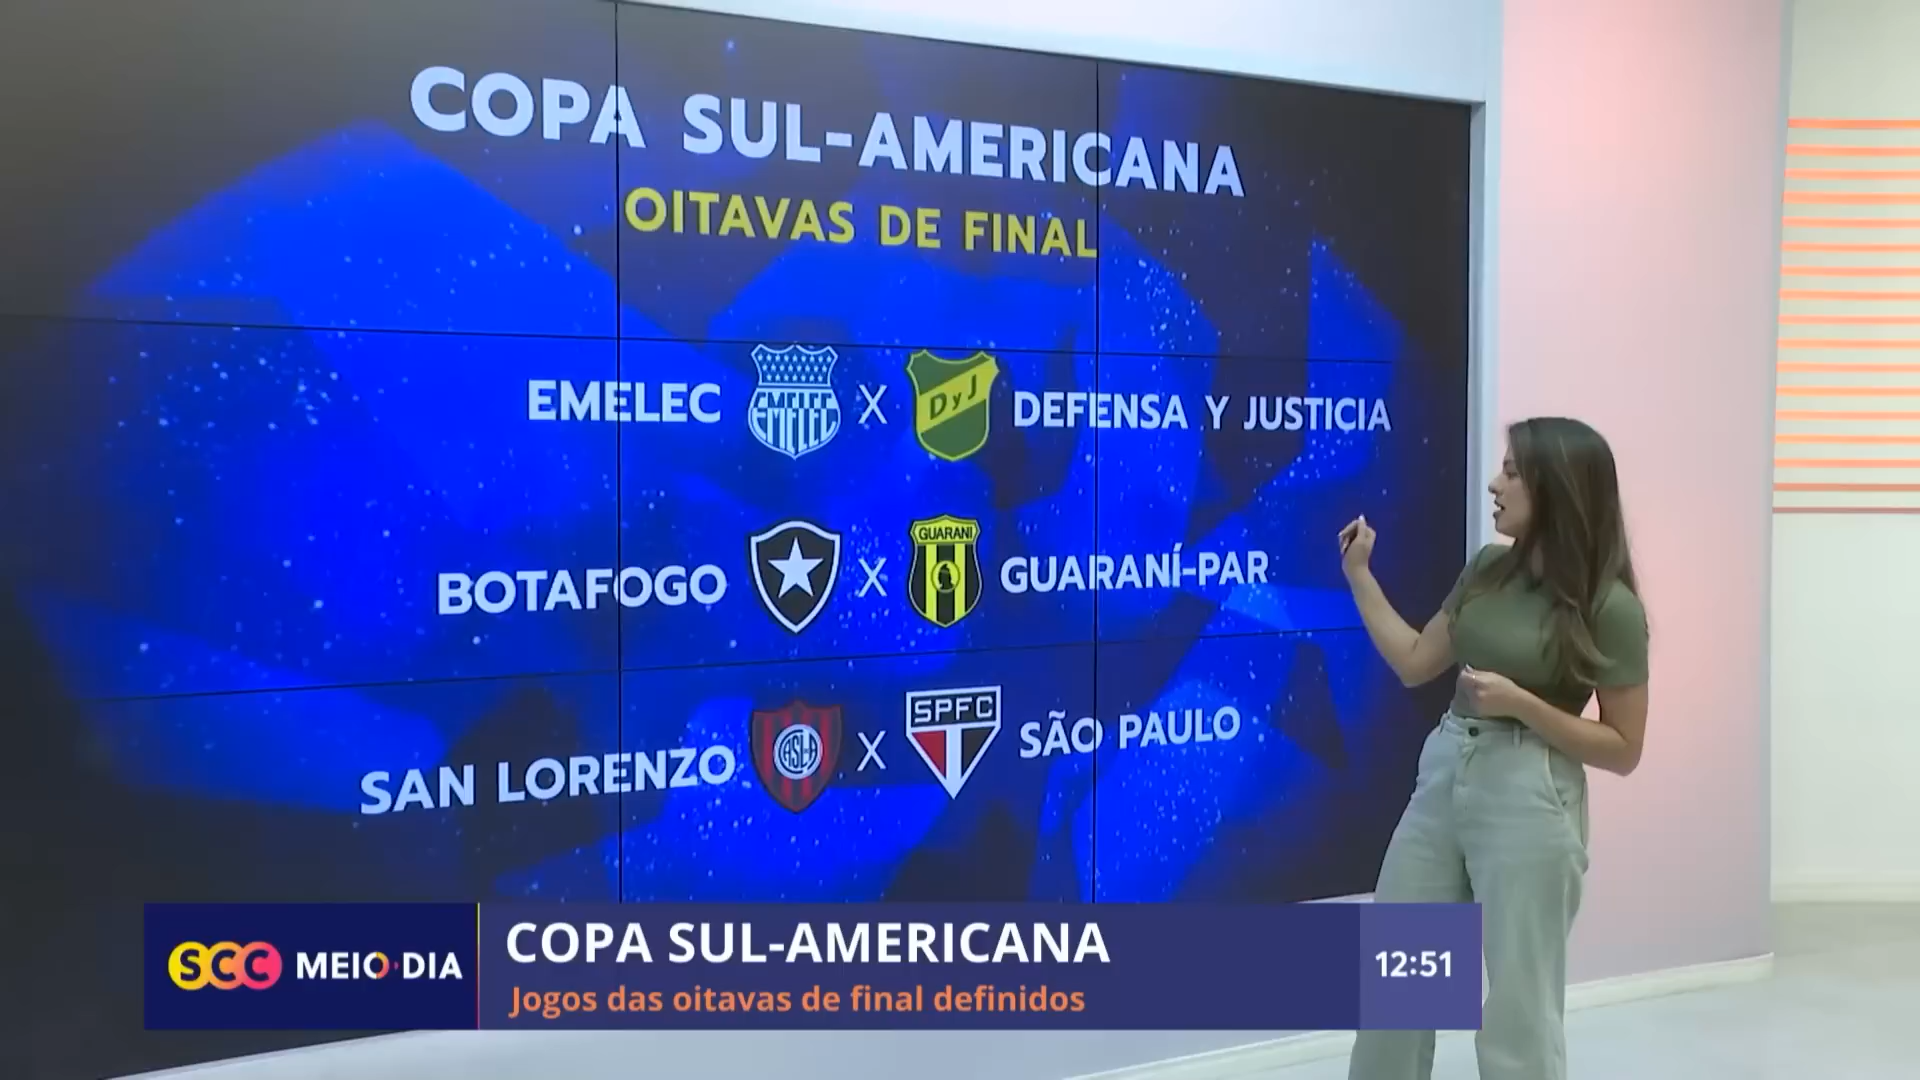 COPA SUL-AMERICANA
OITAVAS DE FINAL
EMELEC EMELEC X DyJ DEFENSA Y JUSTICIA
BOTAFOGO X GUARANI GUARANÍ-PAR
SAN LORENZO CASLA X SPFC SÃO PAULO
SCC MEIO-DIA
COPA SUL-AMERICANA
Jogos das oitavas de final definidos
12:51